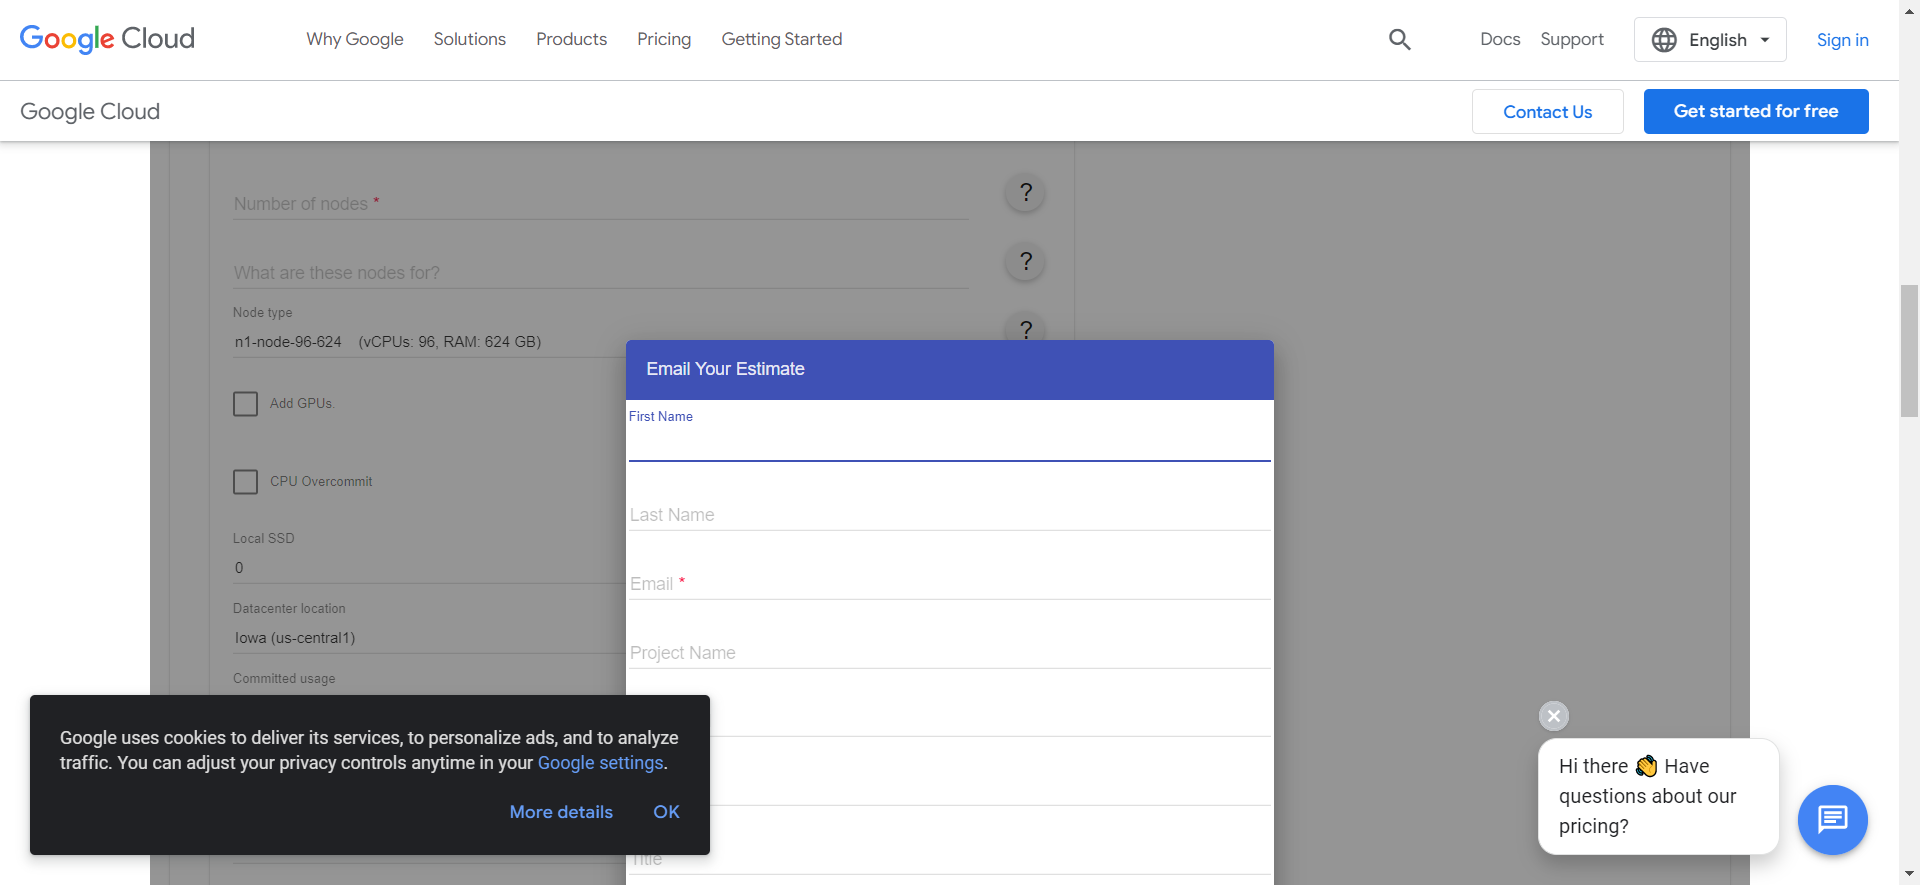 Google Cloud
Why Google
Solutions
Products
Pricing
Getting Started
Docs
Support
English
Sign in
Google Cloud
Contact Us
Get started for free
Number of nodes *
?
What are these nodes for?
?
Node type
n1-node-96-624 (vCPUs: 96, RAM: 624 GB)
?
Add GPUs.
CPU Overcommit
Local SSD
0
Datacenter location
Iowa (us-central1)
Committed usage
Email Your Estimate
First Name
Last Name
Email *
Project Name
Title
Google uses cookies to deliver its services, to personalize ads, and to analyze
traffic. You can adjust your privacy controls anytime in your Google settings.
More details
OK
Hi there 👋 Have
questions about our
pricing?